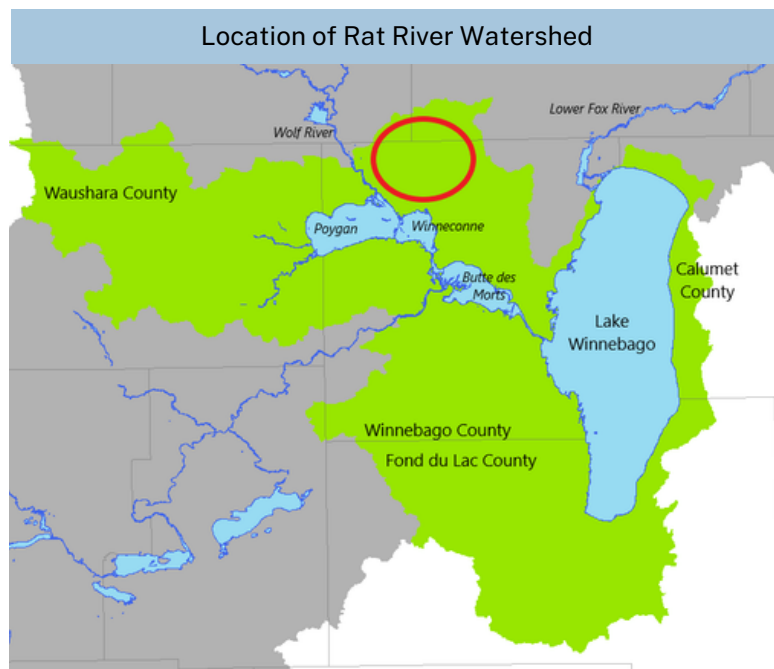 Location of Rat River Watershed
Lower Fox River
Wolf River
Waushara County
Poygan
Winneconne
Butte des
Morts
Calumet
County
Lake
Winnebago
Winnebago County
Fond du Lac County